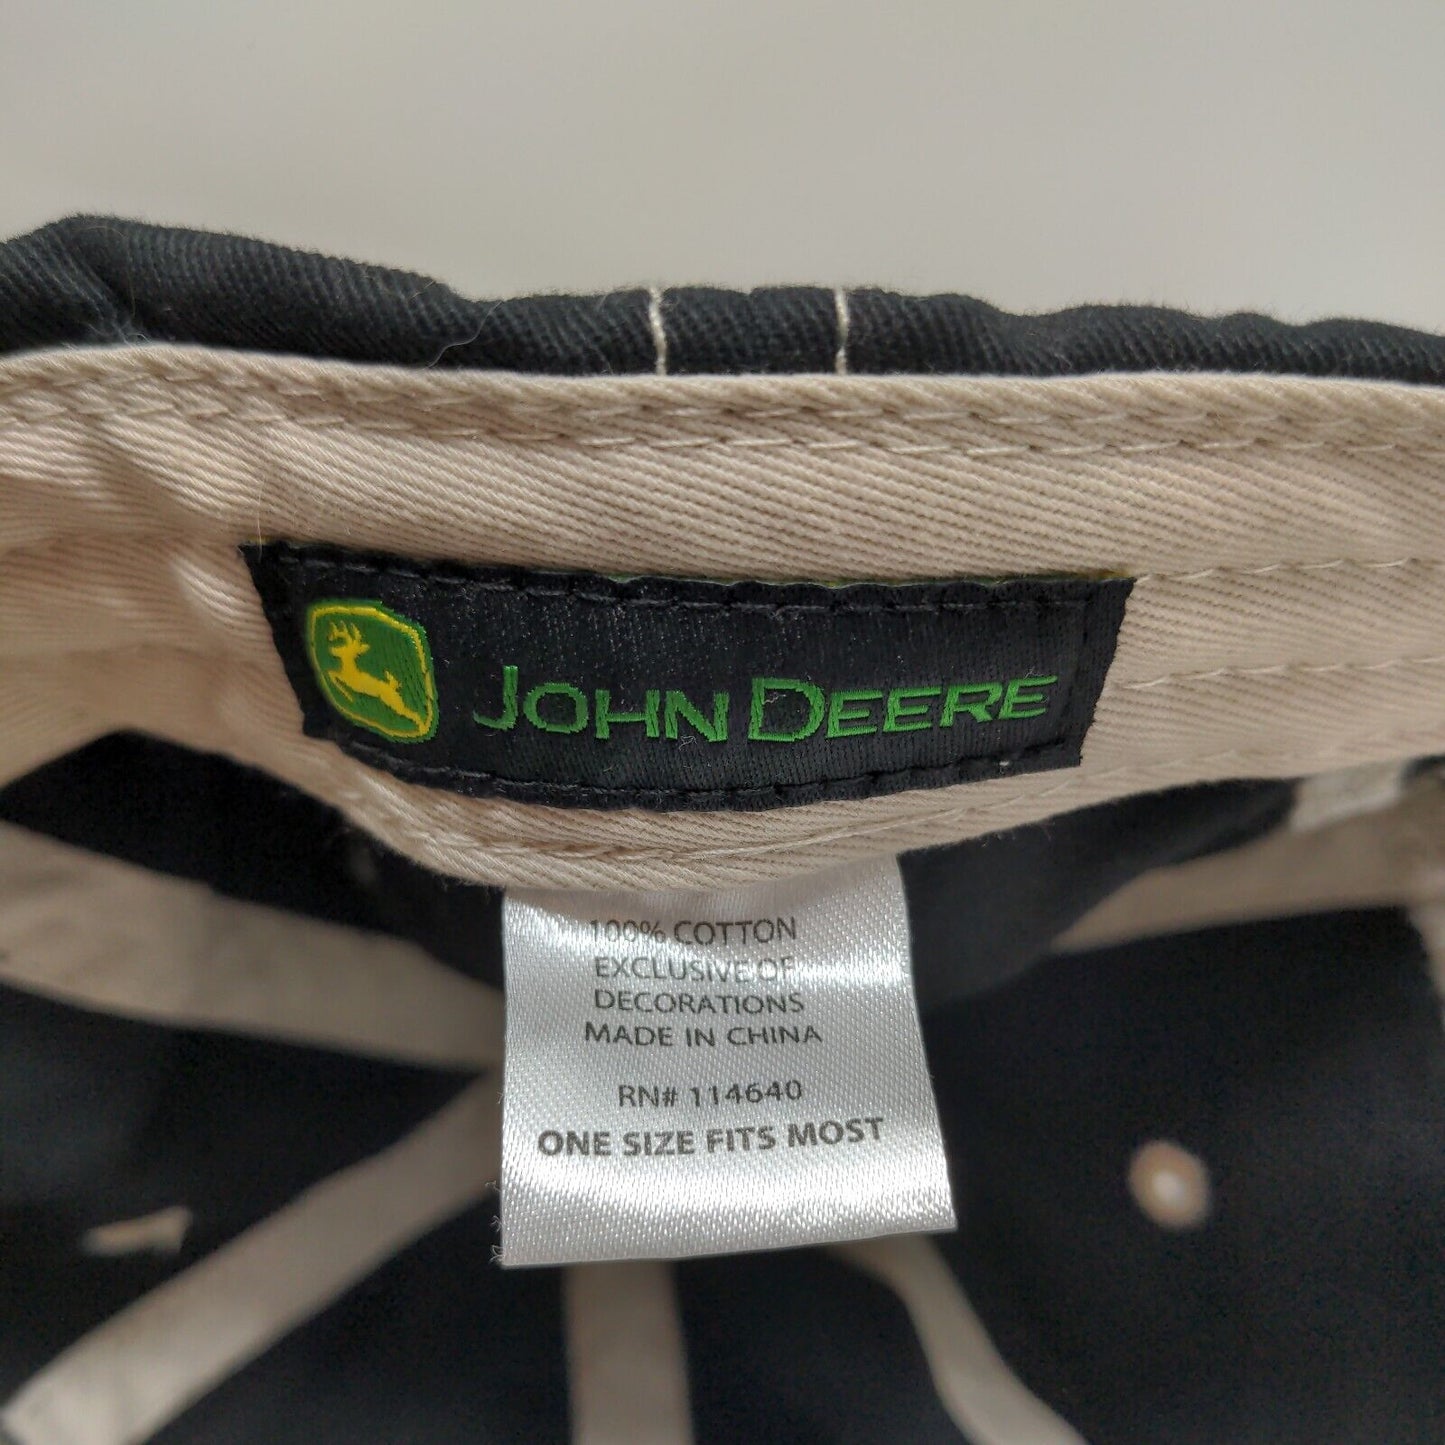 JOHN DEERE
100% COTTON
EXCLUSIVE OF
DECORATIONS
MADE IN CHINA
RN# 114640
ONE SIZE FITS MOST